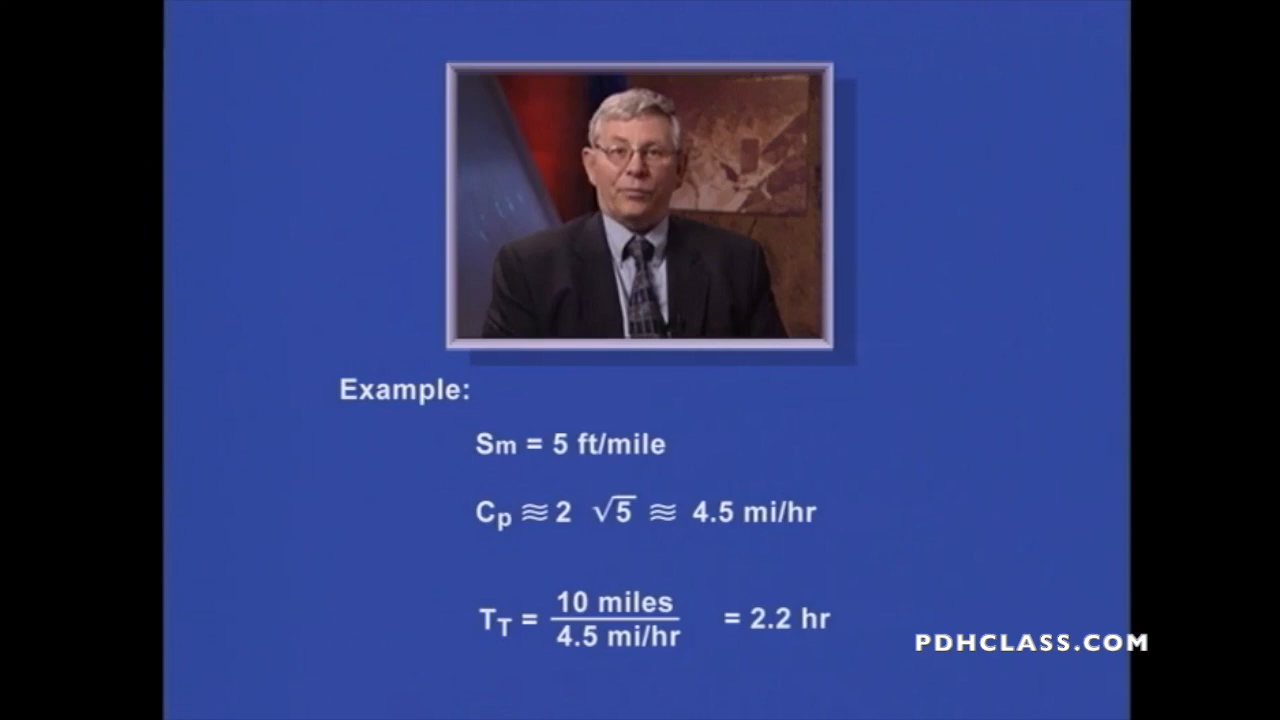 Example:
Sm = 5 ft/mile
Cp ≋ 2 √5 ≋ 4.5 mi/hr
TT = 10 miles / 4.5 mi/hr = 2.2 hr
PDHCLASS.COM